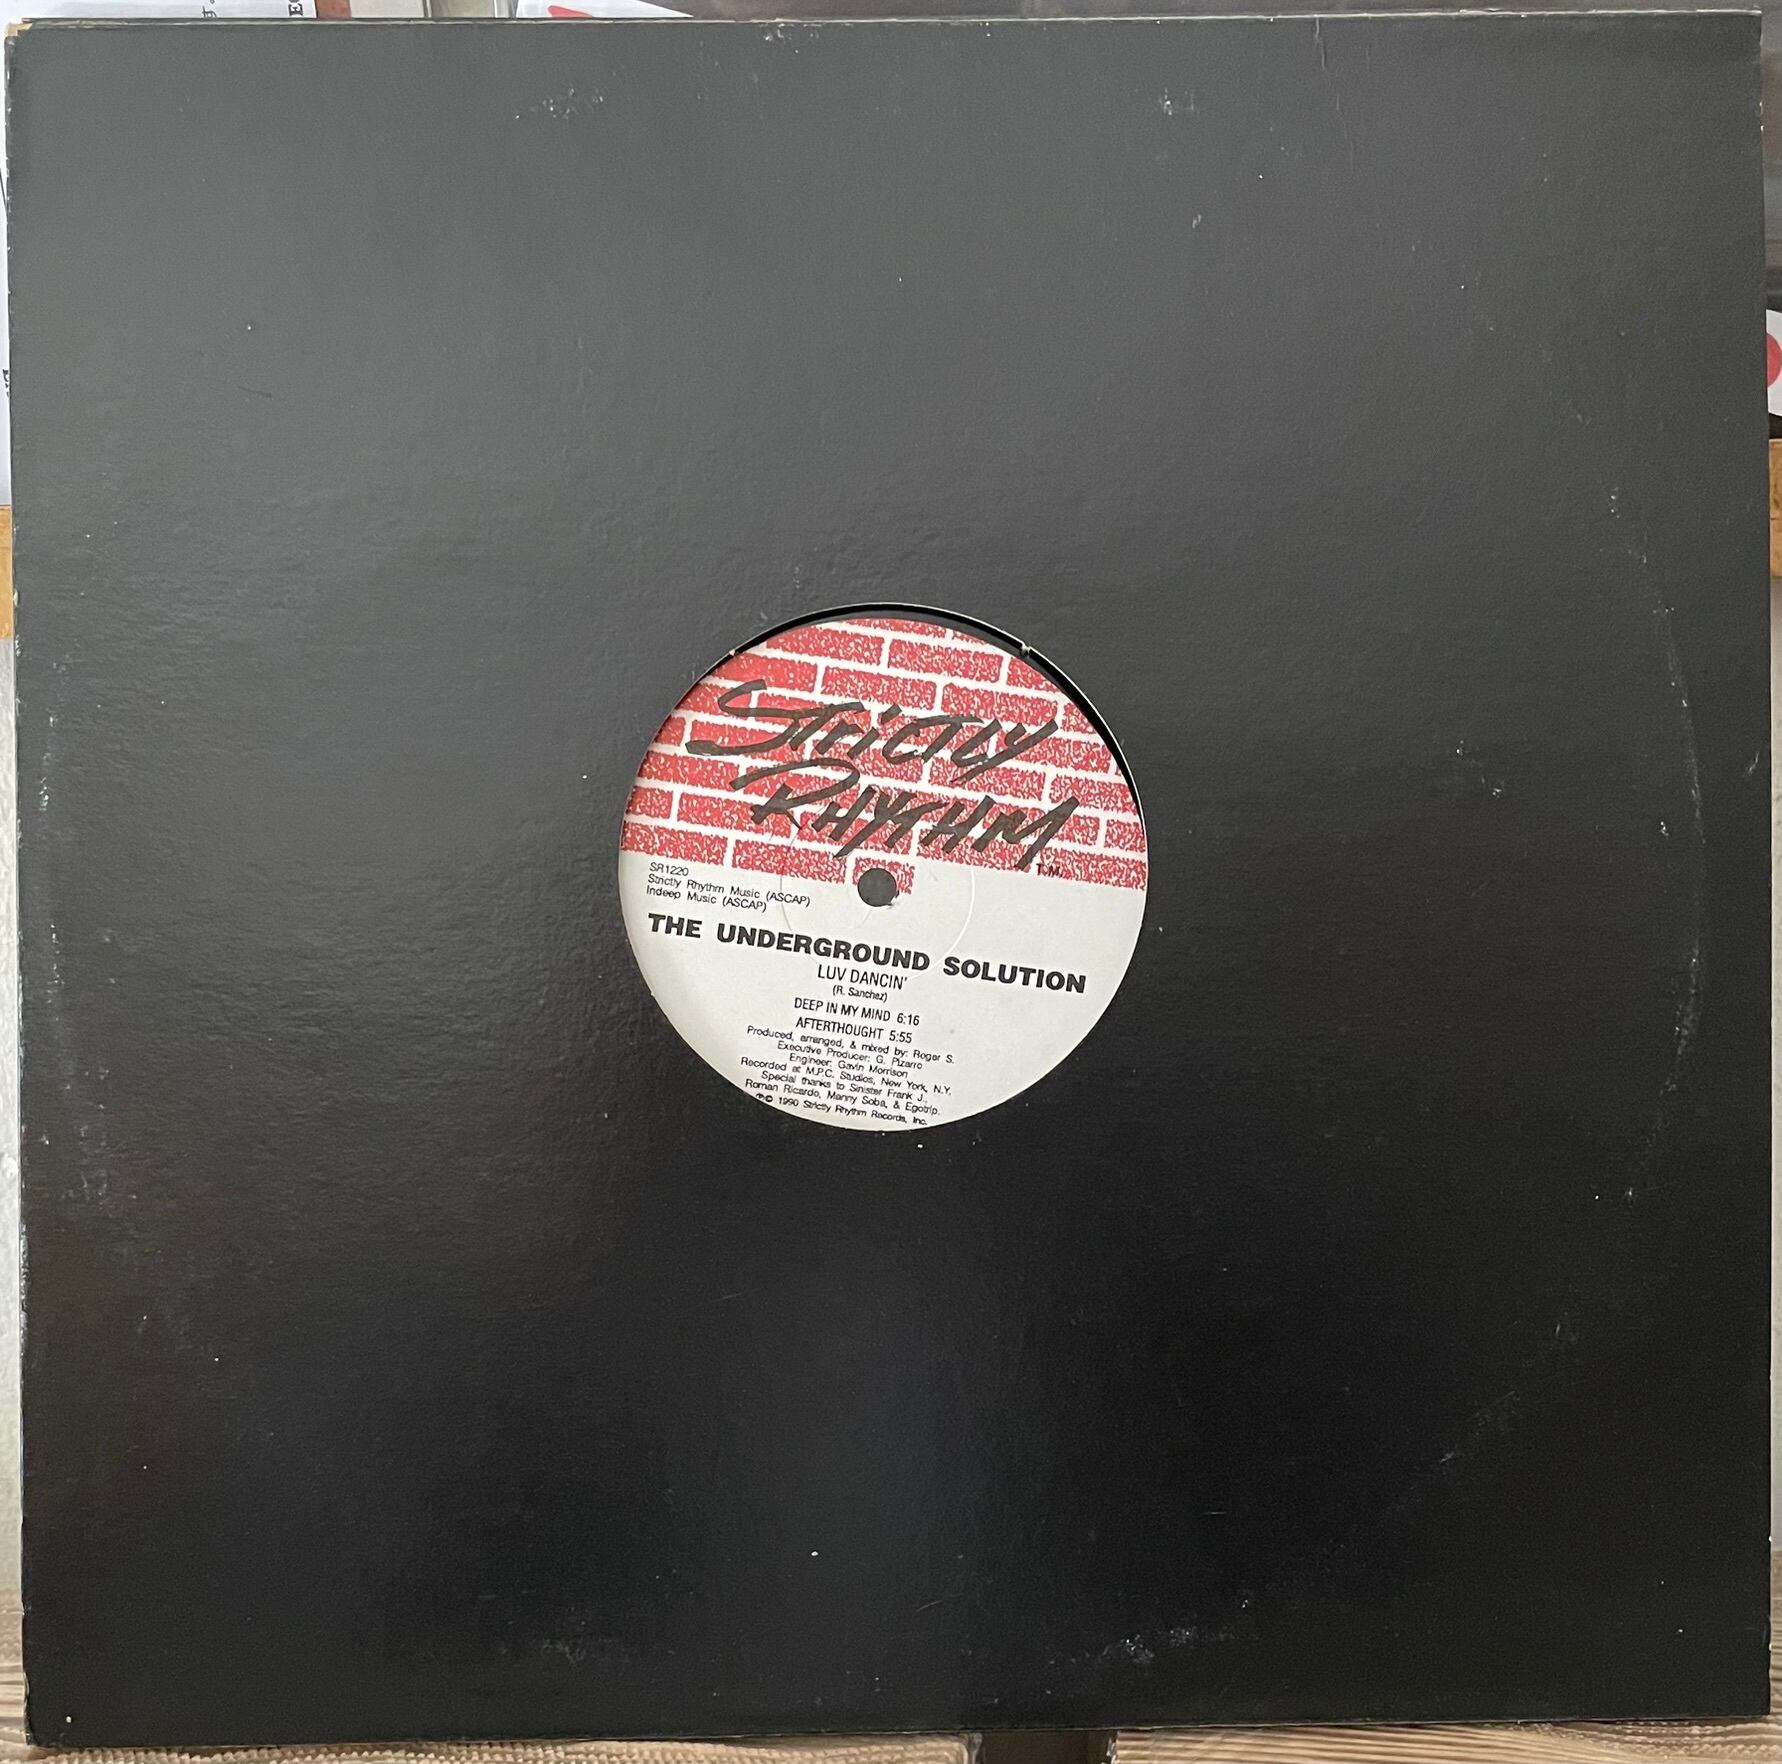 Strictly
Rhythm
T.M.
SR1220
Strictly Rhythm Music (ASCAP)
Indeep Music (ASCAP)
THE UNDERGROUND SOLUTION
LUV DANCIN'
(R. Sanchez)
DEEP IN MY MIND 6:16
AFTERTHOUGHT 5:55
Produced, arranged, & mixed by: Roger S.
Executive Producer: G. Pizarro
Engineer: Gavin Morrison
Recorded at M.P.C. Studios, New York, N.Y.
Special thanks to Sinister Frank J.,
Roman Ricardo, Manny Soba, & Egotrip.
℗© 1990 Strictly Rhythm Records, Inc.